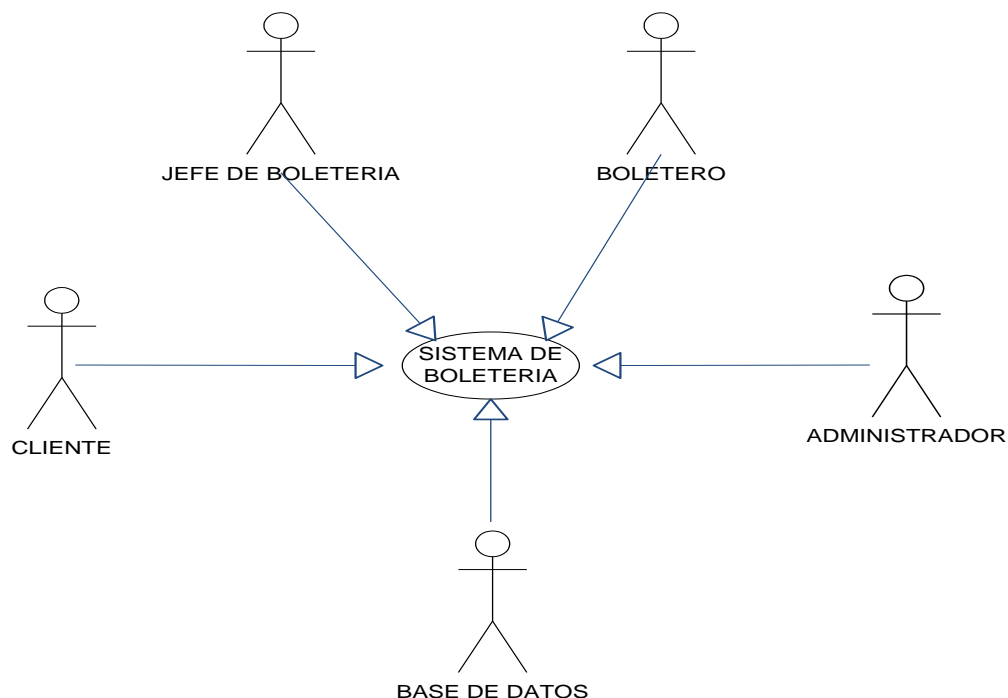 JEFE DE BOLETERIA
BOLETERO
SISTEMA DE
BOLETERIA
CLIENTE
ADMINISTRADOR
BASE DE DATOS